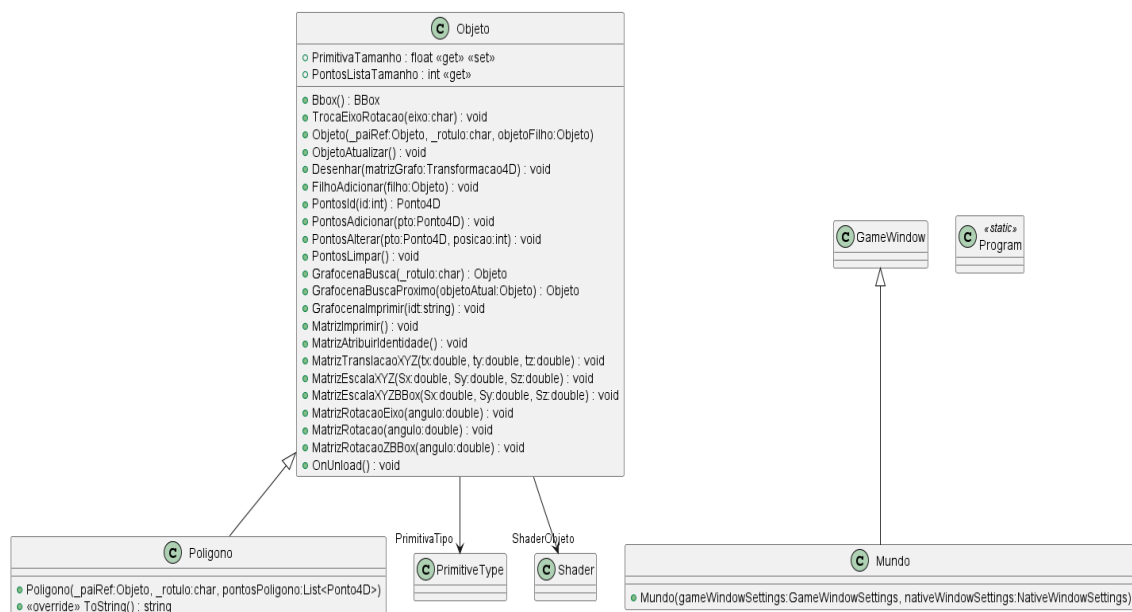 C Objeto
PrimitivaTamanho : float «get» «set»
PontosListaTamanho : int «get»
Bbox() : BBox
TrocaEixoRotacao(eixo:char) : void
Objeto(_paiRef:Objeto, _rotulo:char, objetoFilho:Objeto)
ObjetoAtualizar() : void
Desenhar(matrizGrafo:Transformacao4D) : void
FilhoAdicionar(filho:Objeto) : void
PontosId(id:int) : Ponto4D
PontosAdicionar(pto:Ponto4D) : void
PontosAlterar(pto:Ponto4D, posicao:int) : void
PontosLimpar() : void
GrafocenaBusca(_rotulo:char) : Objeto
GrafocenaBuscaProximo(objetoAtual:Objeto) : Objeto
GrafocenaImprimir(idt:string) : void
MatrizImprimir() : void
MatrizAtribuirIdentidade() : void
MatrizTranslacaoXYZ(tx:double, ty:double, tz:double) : void
MatrizEscalaXYZ(Sx:double, Sy:double, Sz:double) : void
MatrizEscalaXYZBBox(Sx:double, Sy:double, Sz:double) : void
MatrizRotacaoEixo(angulo:double) : void
MatrizRotacao(angulo:double) : void
MatrizRotacaoZBBox(angulo:double) : void
OnUnload() : void
C GameWindow
«static»
C Program
PrimitivaTipo
ShaderObjeto
C Poligono
Poligono(_paiRef:Objeto, _rotulo:char, pontosPoligono:List<Ponto4D>)
«override» ToString() : string
C PrimitiveType
C Shader
C Mundo
Mundo(gameWindowSettings:GameWindowSettings, nativeWindowSettings:NativeWindowSettings)